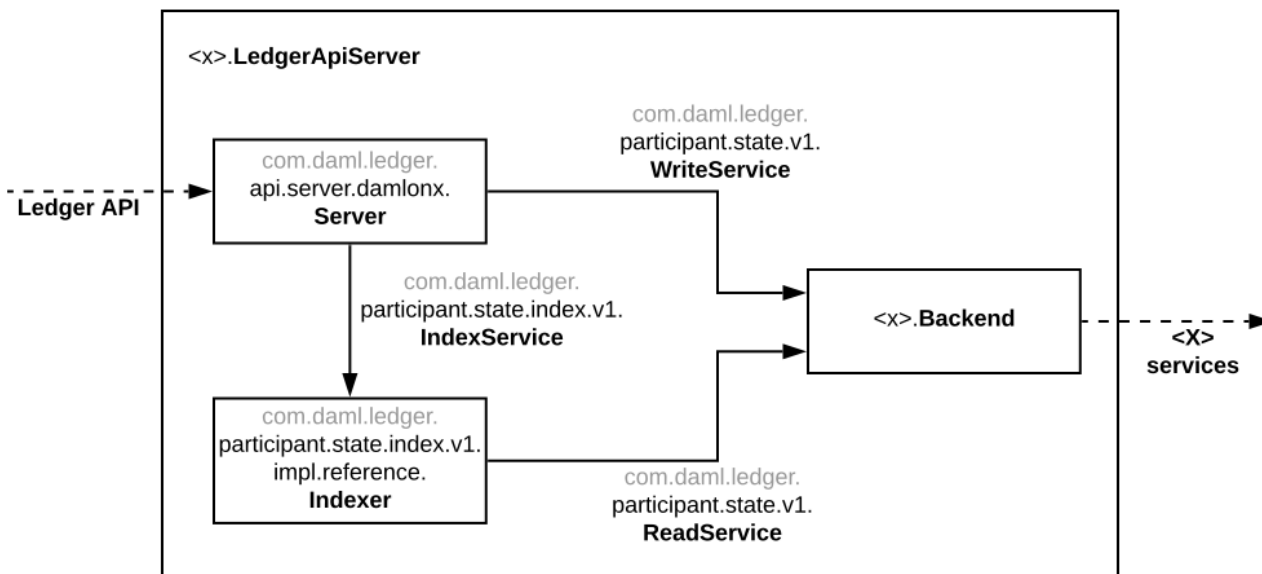 <x>.LedgerApiServer
com.daml.ledger.
participant.state.v1.
WriteService
com.daml.ledger.
api.server.damlonx.
Server
Ledger API
com.daml.ledger.
participant.state.index.v1.
IndexService
<x>.Backend
<X>
services
com.daml.ledger.
participant.state.index.v1.
impl.reference.
Indexer
com.daml.ledger.
participant.state.v1.
ReadService